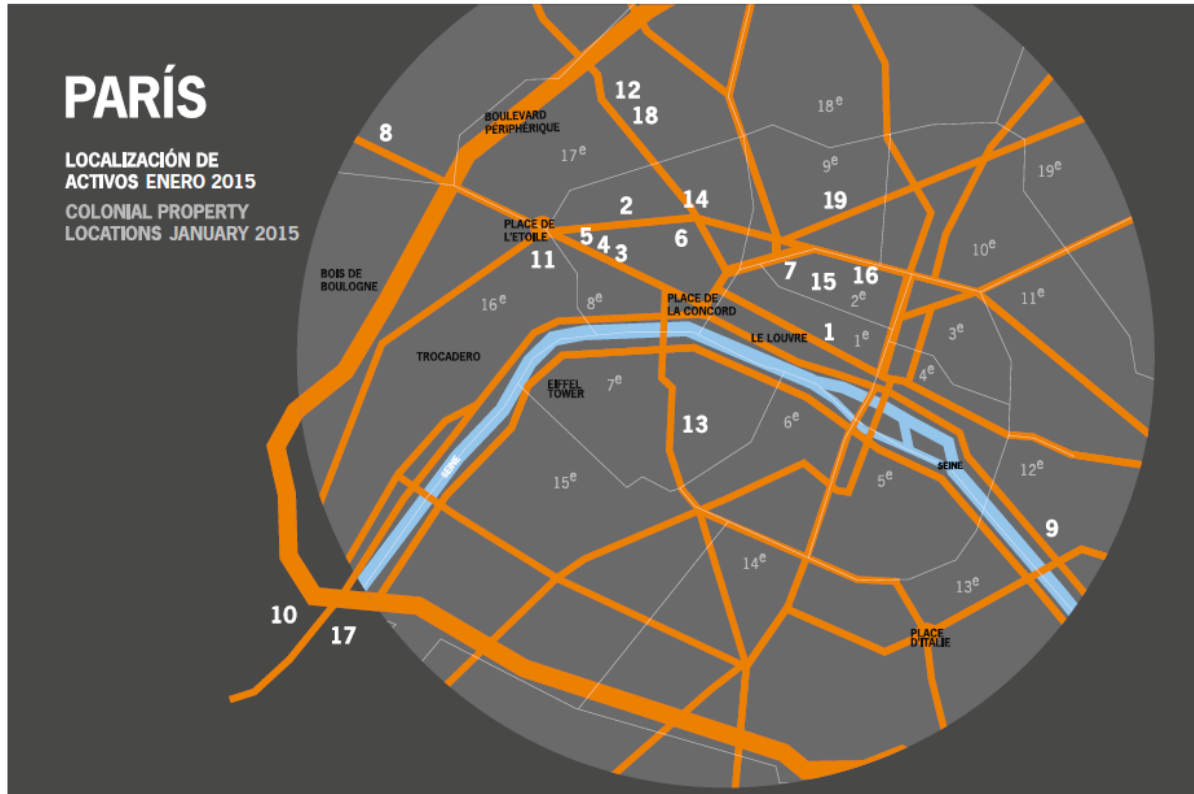 PARÍS
LOCALIZACIÓN DE
ACTIVOS ENERO 2015
COLONIAL PROPERTY
LOCATIONS JANUARY 2015
12
18
8
BOULEVARD
PÉRIPHÉRIQUE
17e
18e
9e
19e
2
14
19
PLACE DE
L'ETOILE
5
4
3
6
11
10e
BOIS DE
BOULOGNE
7
15
16
2e
16e
8e
PLACE DE
LA CONCORD
11e
LE LOUVRE
1
1e
3e
TROCADERO
4e
EIFFEL
TOWER
7e
13
6e
SEINE
SEINE
12e
15e
5e
9
14e
13e
10
17
PLACE
D'ITALIE